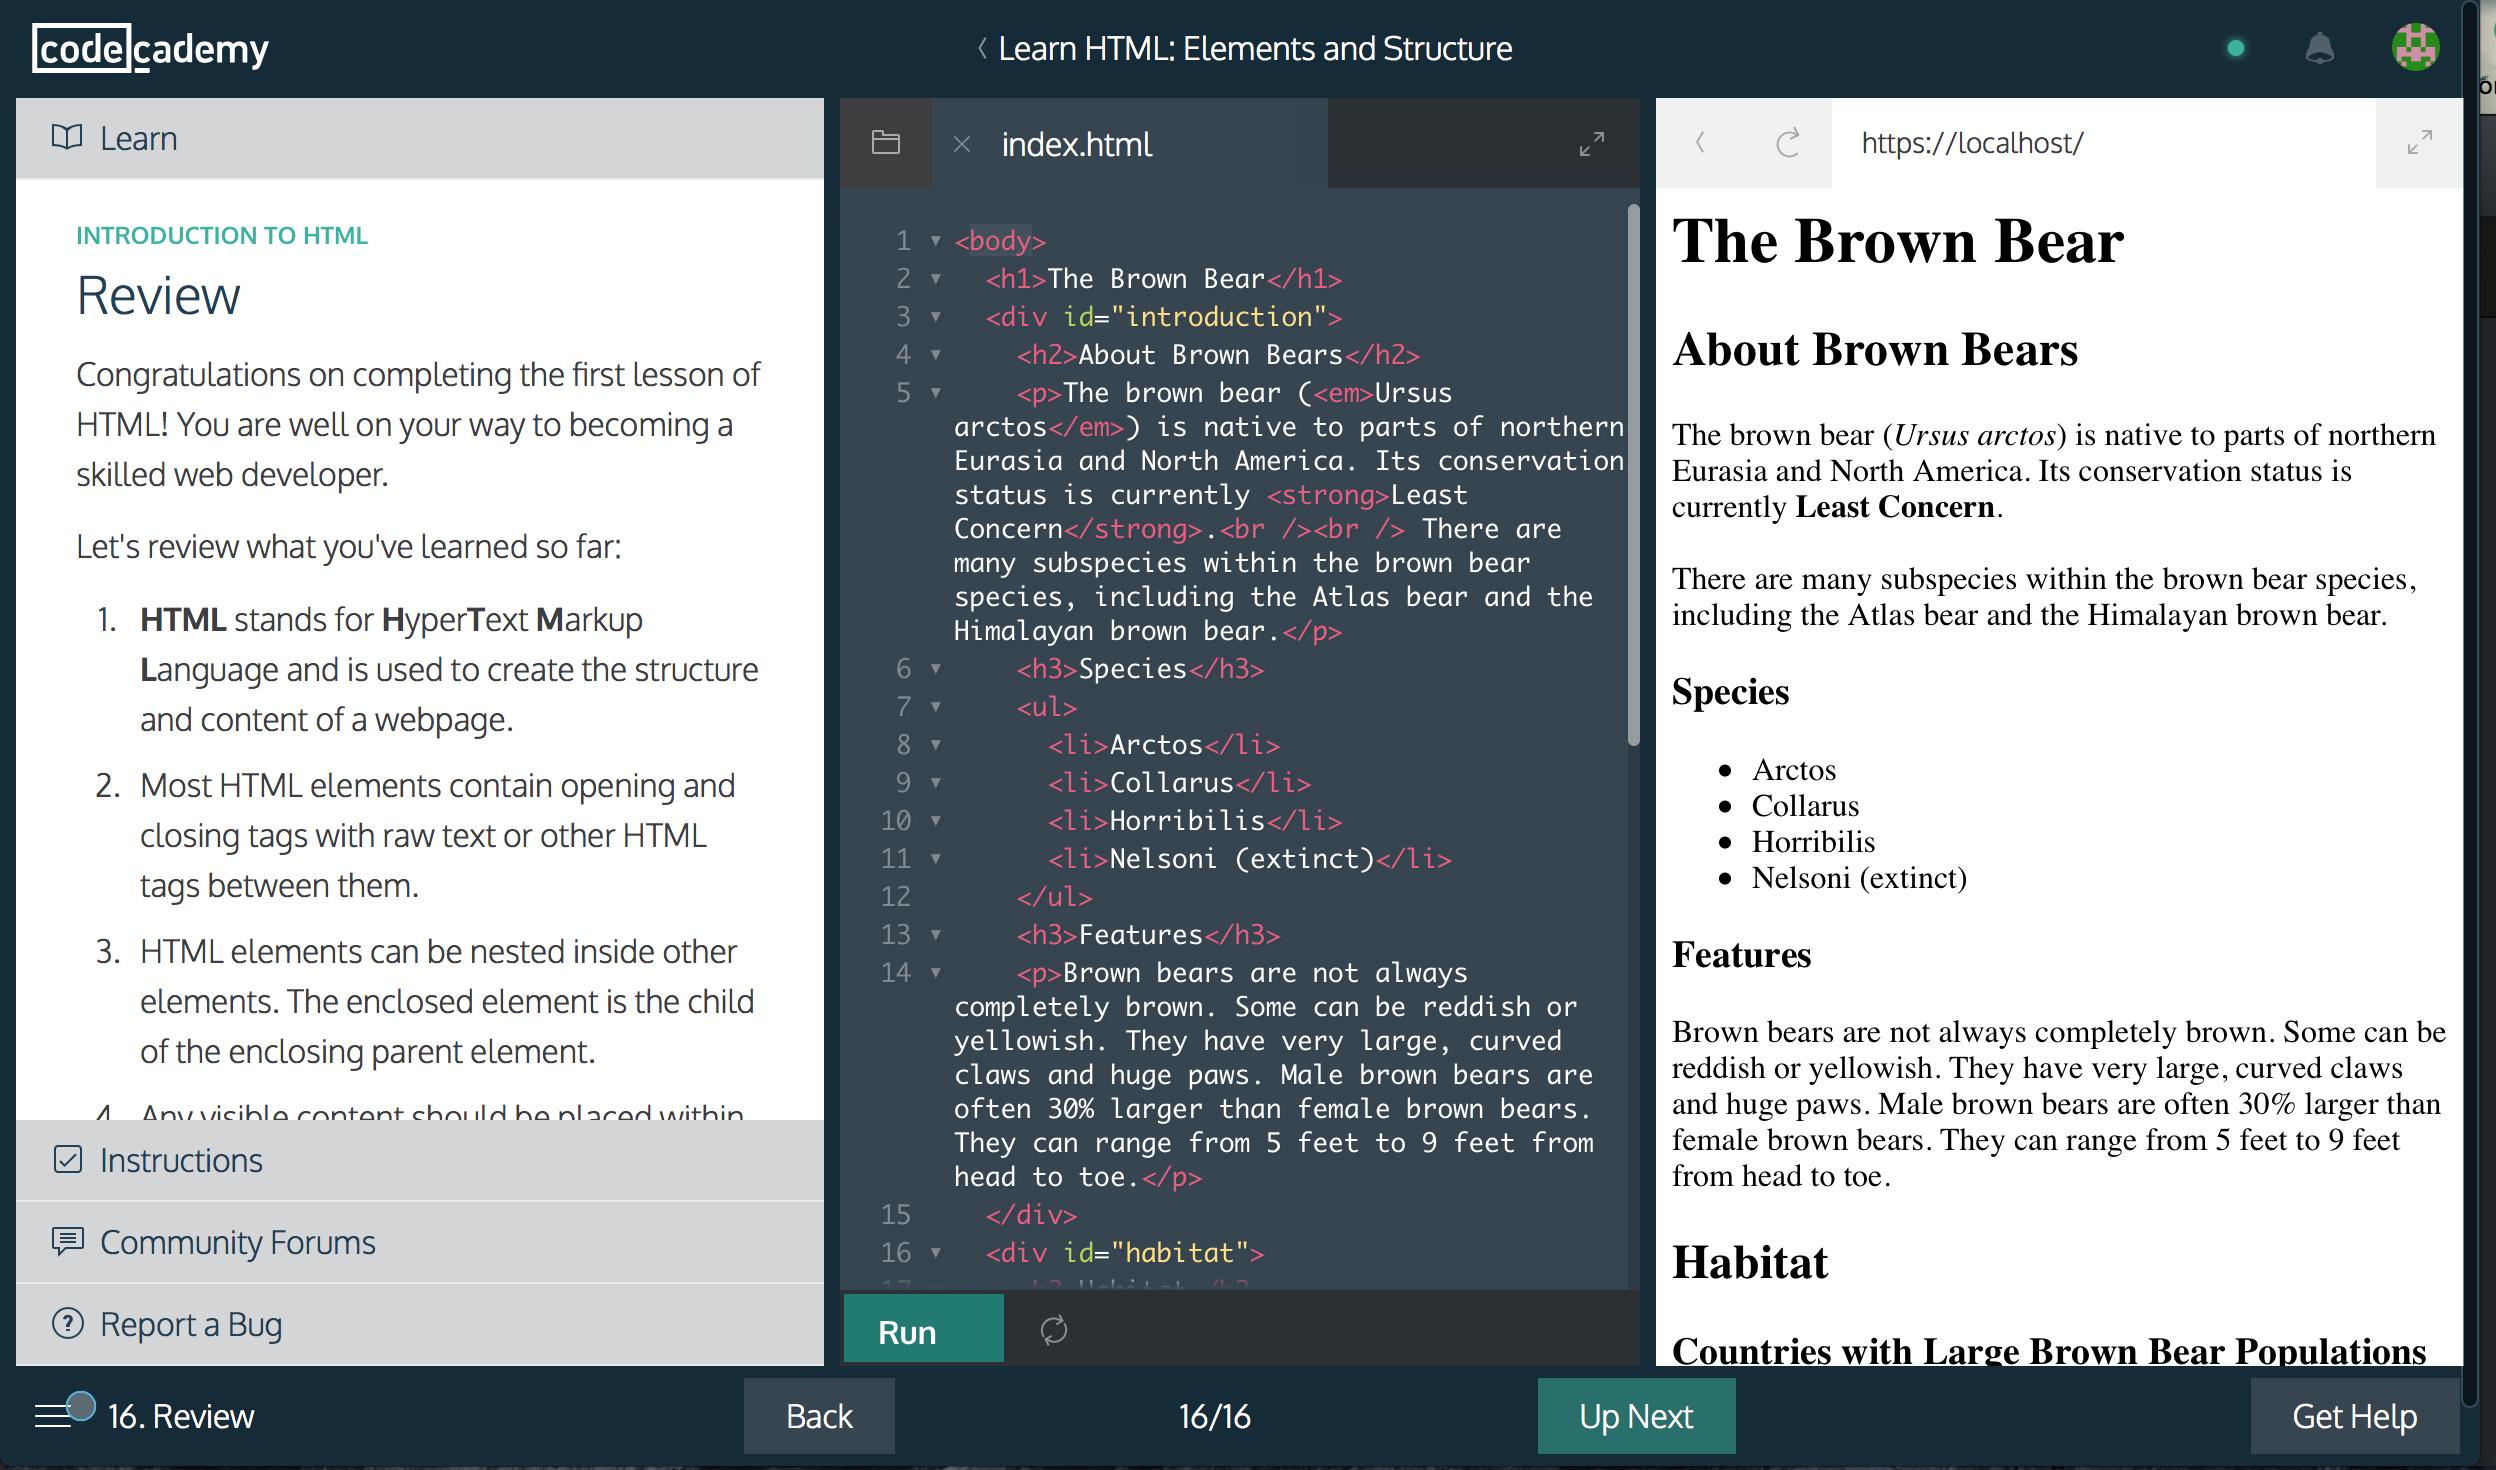 codecademy
Learn HTML: Elements and Structure
Learn
INTRODUCTION TO HTML
Review
Congratulations on completing the first lesson of
HTML! You are well on your way to becoming a
skilled web developer.
Let's review what you've learned so far:
1. HTML stands for HyperText Markup
Language and is used to create the structure
and content of a webpage.
2. Most HTML elements contain opening and
closing tags with raw text or other HTML
tags between them.
3. HTML elements can be nested inside other
elements. The enclosed element is the child
of the enclosing parent element.
4. Any visible content should be placed within
Instructions
Community Forums
Report a Bug
index.html
1 <body>
2 <h1>The Brown Bear</h1>
3 <div id="introduction">
4 <h2>About Brown Bears</h2>
5 <p>The brown bear (<em>Ursus
arctos</em>) is native to parts of northern
Eurasia and North America. Its conservation
status is currently <strong>Least
Concern</strong>.<br /><br /> There are
many subspecies within the brown bear
species, including the Atlas bear and the
Himalayan brown bear.</p>
6 <h3>Species</h3>
7 <ul>
8 <li>Arctos</li>
9 <li>Collarus</li>
10 <li>Horribilis</li>
11 <li>Nelsoni (extinct)</li>
12 </ul>
13 <h3>Features</h3>
14 <p>Brown bears are not always
completely brown. Some can be reddish or
yellowish. They have very large, curved
claws and huge paws. Male brown bears are
often 30% larger than female brown bears.
They can range from 5 feet to 9 feet from
head to toe.</p>
15 </div>
16 <div id="habitat">
Run
https://localhost/
The Brown Bear
About Brown Bears
The brown bear (Ursus arctos) is native to parts of northern
Eurasia and North America. Its conservation status is
currently Least Concern.
There are many subspecies within the brown bear species,
including the Atlas bear and the Himalayan brown bear.
Species
• Arctos
• Collarus
• Horribilis
• Nelsoni (extinct)
Features
Brown bears are not always completely brown. Some can be
reddish or yellowish. They have very large, curved claws
and huge paws. Male brown bears are often 30% larger than
female brown bears. They can range from 5 feet to 9 feet
from head to toe.
Habitat
Countries with Large Brown Bear Populations
16. Review
Back
16/16
Up Next
Get Help